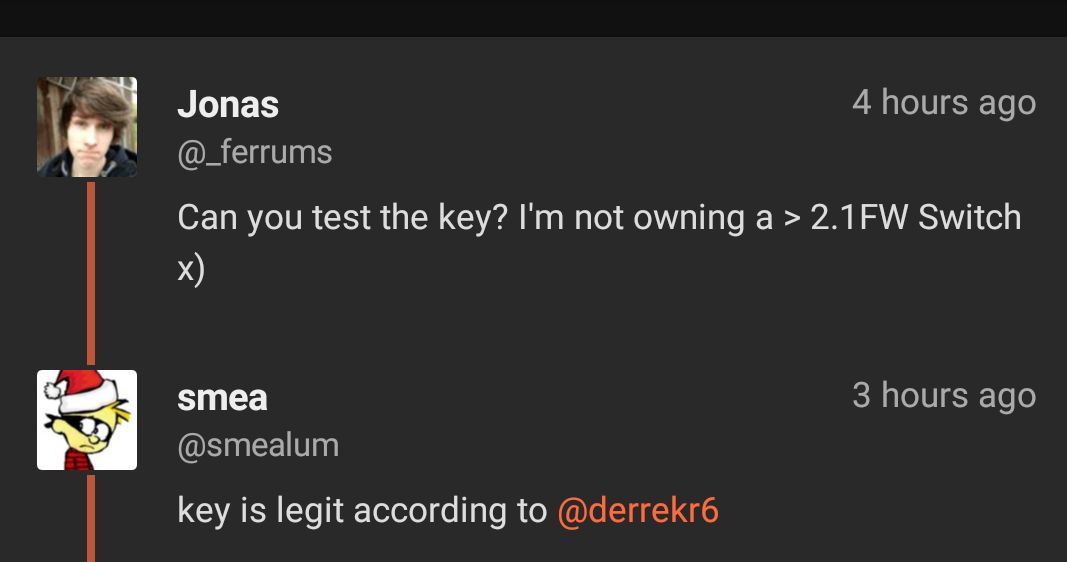 Jonas
4 hours ago
@_ferrums
Can you test the key? I'm not owning a > 2.1FW Switch
x)
smea
3 hours ago
@smealum
key is legit according to @derrekr6